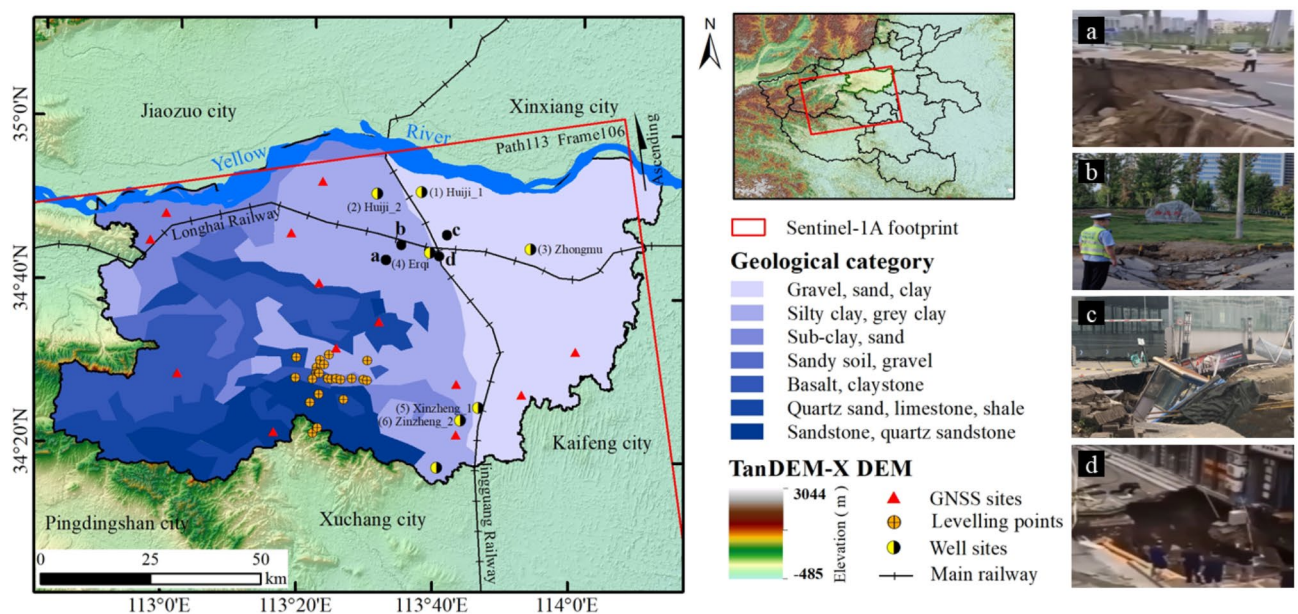 Jiaozuo city
Xinxiang city
Yellow River
Path113 Frame106
Ascending
(1) Huiji_1
(2) Huiji_2
Longhai Railway
(3) Zhongmu
(4) Erqi
a
b
c
d
(5) Xinzheng_1
(6) Zinzheng_2
Kaifeng city
Pingdingshan city
Xuchang city
Jingguang Railway
35°0'N
34°40'N
34°20'N
0 25 50
km
113°0'E 113°20'E 113°40'E 114°0'E
N
Sentinel-1A footprint
Geological category
Gravel, sand, clay
Silty clay, grey clay
Sub-clay, sand
Sandy soil, gravel
Basalt, claystone
Quartz sand, limestone, shale
Sandstone, quartz sandstone
TanDEM-X DEM
3044
-485
Elevation ( m )
GNSS sites
Levelling points
Well sites
Main railway
a
b
c
d